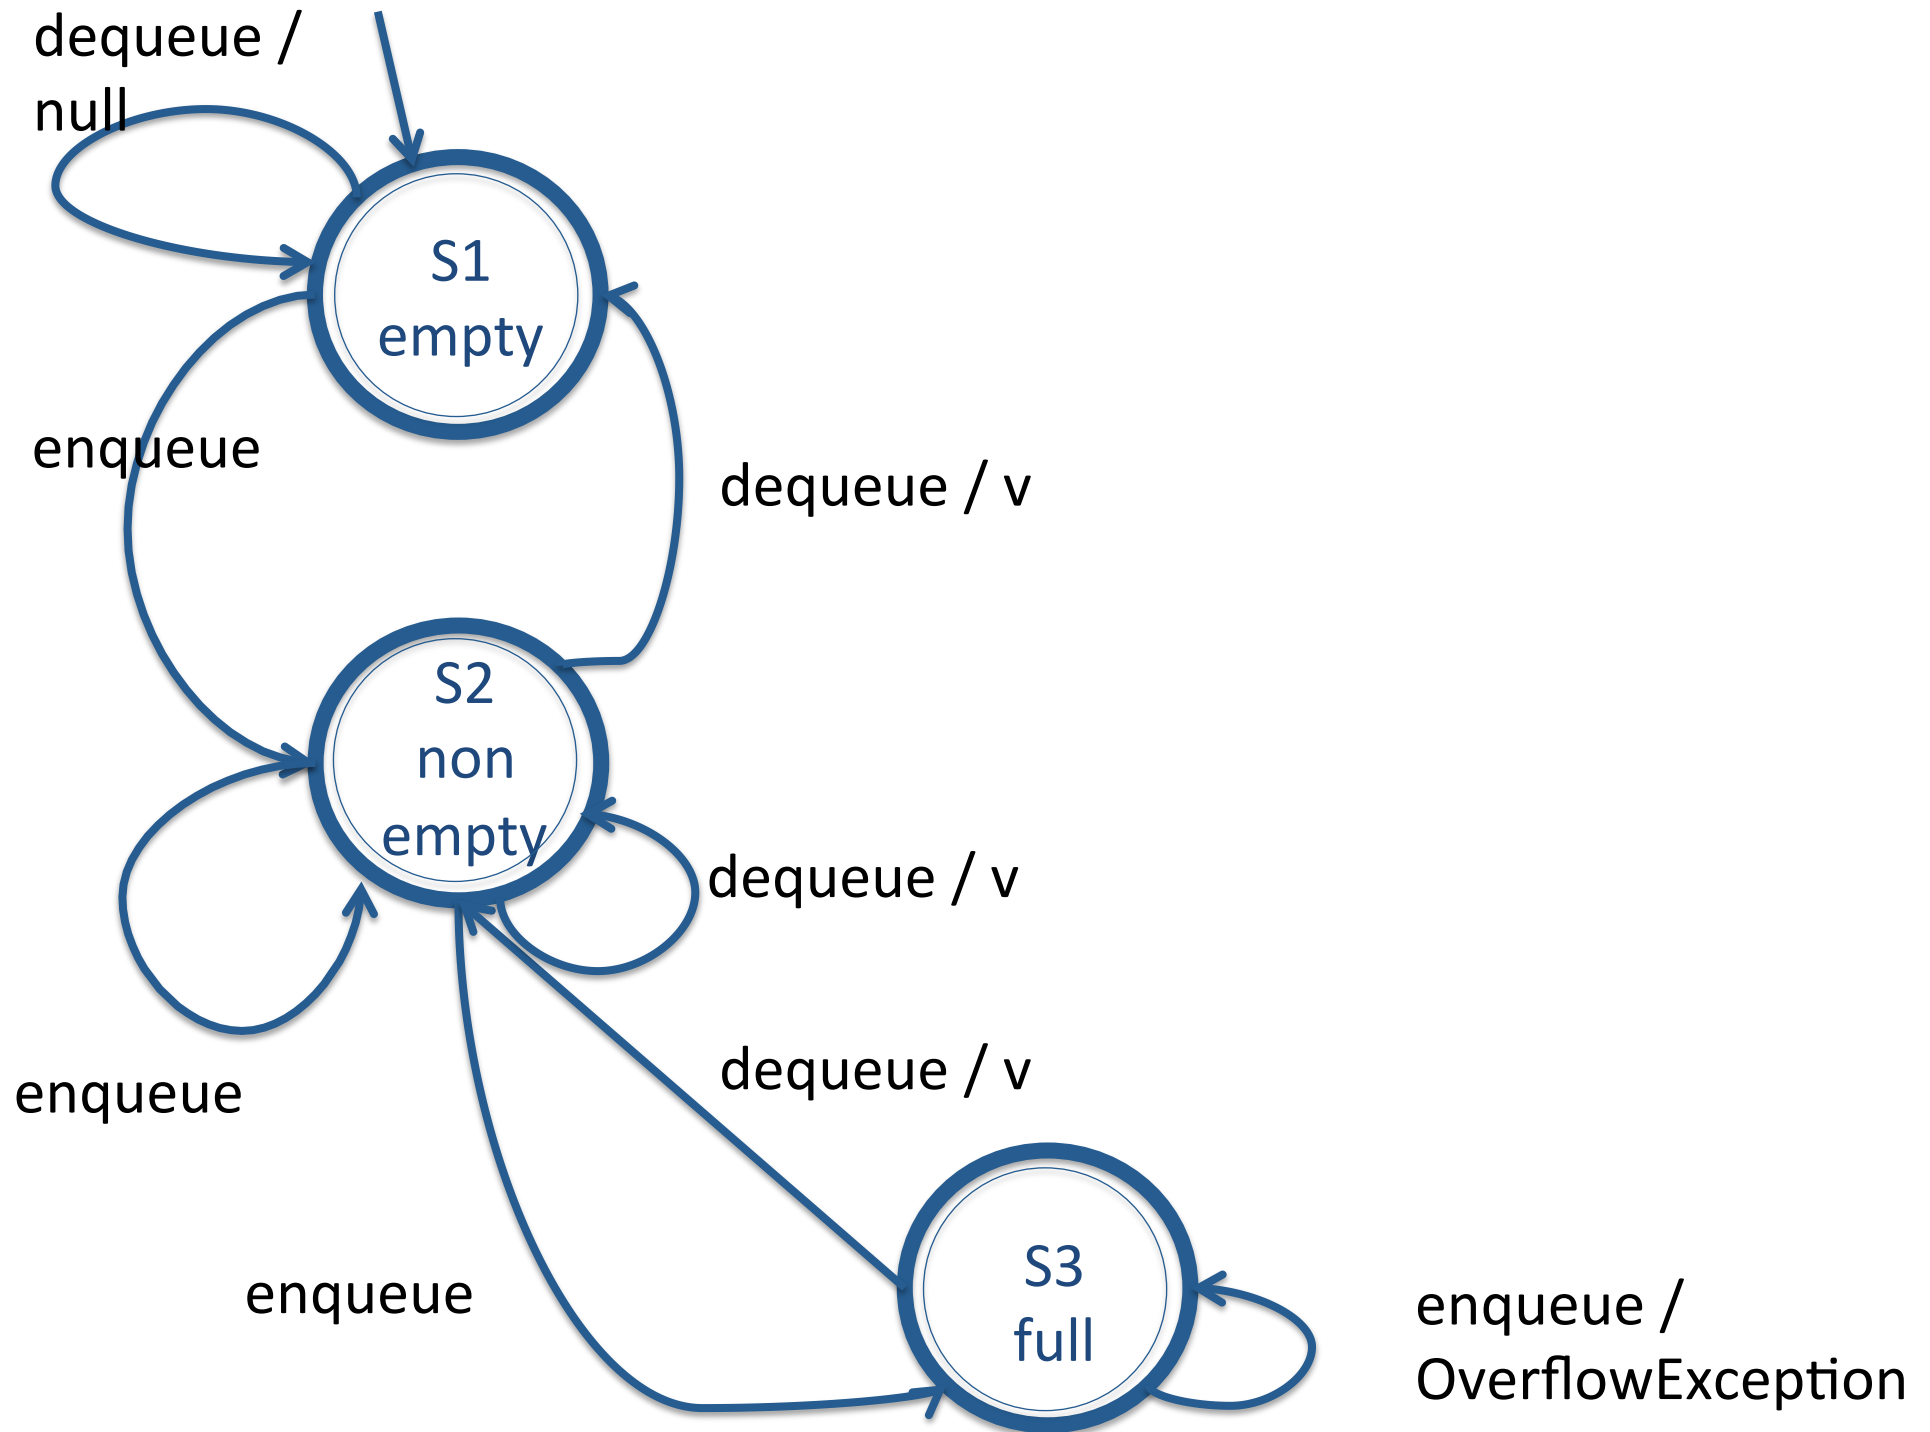 dequeue /
null
S1
empty
enqueue
dequeue / v
S2
non
empty
dequeue / v
enqueue
dequeue / v
enqueue
S3
full
enqueue /
OverflowException